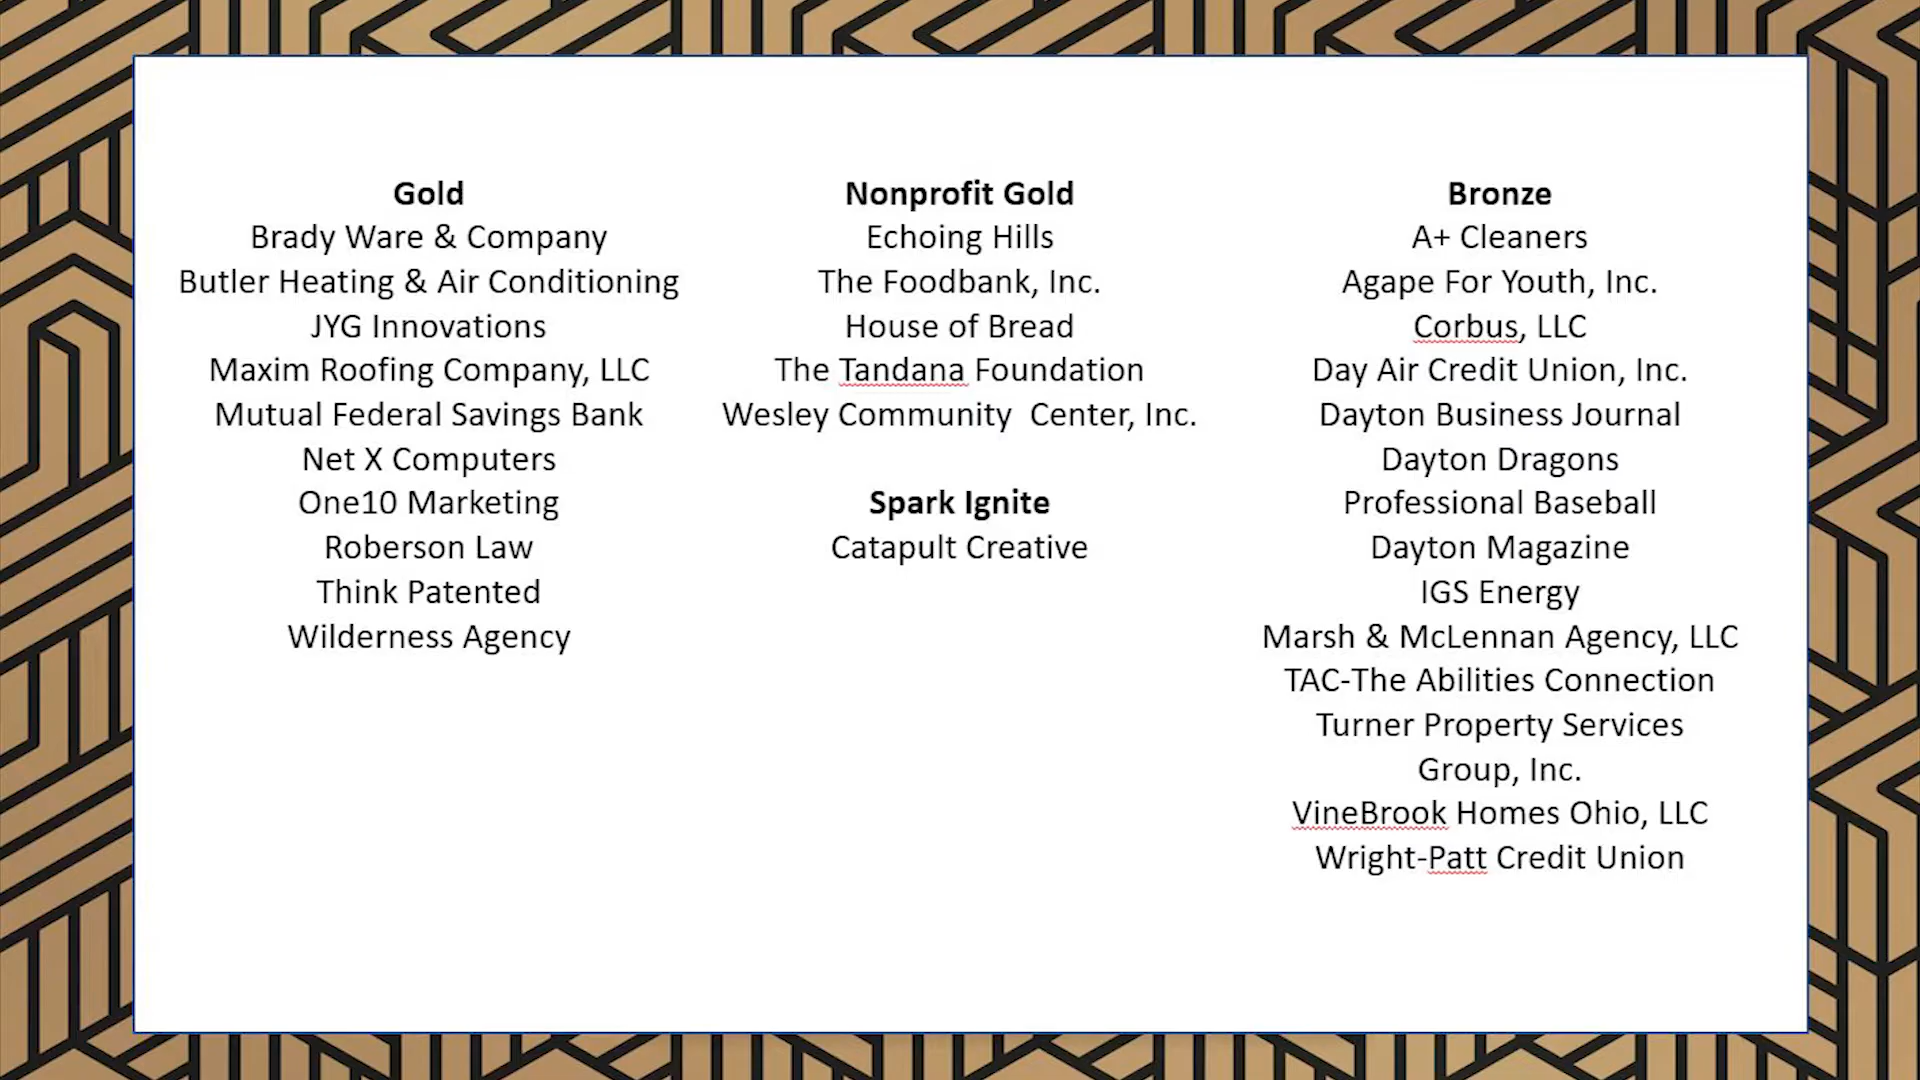 Gold
Brady Ware & Company
Butler Heating & Air Conditioning
JYG Innovations
Maxim Roofing Company, LLC
Mutual Federal Savings Bank
Net X Computers
One10 Marketing
Roberson Law
Think Patented
Wilderness Agency
Nonprofit Gold
Echoing Hills
The Foodbank, Inc.
House of Bread
The Tandana Foundation
Wesley Community  Center, Inc.
Spark Ignite
Catapult Creative
Bronze
A+ Cleaners
Agape For Youth, Inc.
Corbus, LLC
Day Air Credit Union, Inc.
Dayton Business Journal
Dayton Dragons
Professional Baseball
Dayton Magazine
IGS Energy
Marsh & McLennan Agency, LLC
TAC-The Abilities Connection
Turner Property Services
Group, Inc.
VineBrook Homes Ohio, LLC
Wright-Patt Credit Union